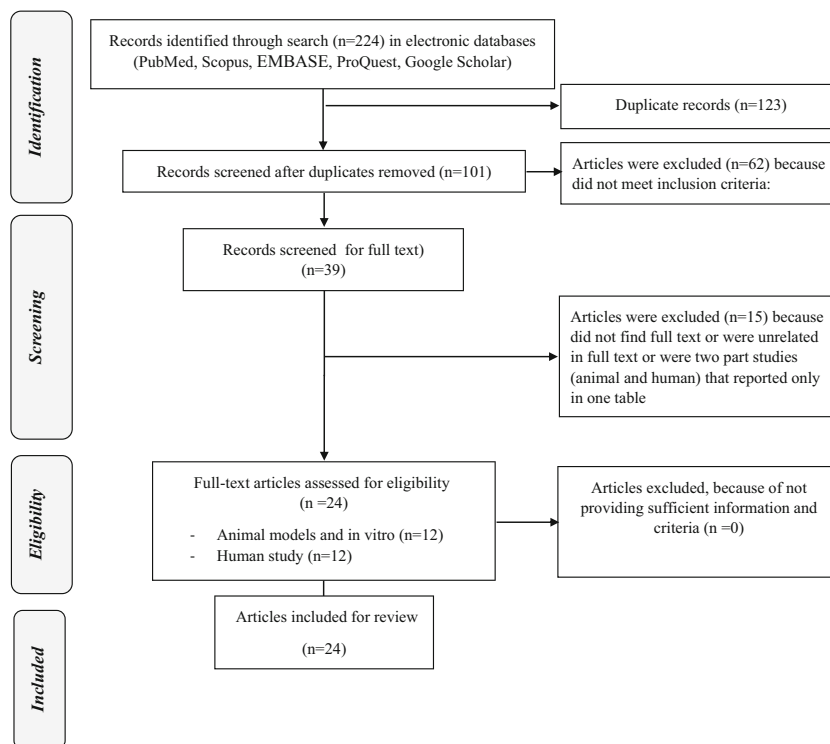 Identification
Records identified through search (n=224) in electronic databases
(PubMed, Scopus, EMBASE, ProQuest, Google Scholar)
Duplicate records (n=123)
Records screened after duplicates removed (n=101)
Articles were excluded (n=62) because
did not meet inclusion criteria:
Screening
Records screened for full text)
(n=39)
Articles were excluded (n=15) because
did not find full text or were unrelated
in full text or were two part studies
(animal and human) that reported only
in one table
Eligibility
Full-text articles assessed for eligibility
(n =24)
- Animal models and in vitro (n=12)
- Human study (n=12)
Articles excluded, because of not
providing sufficient information and
criteria (n =0)
Included
Articles included for review
(n=24)